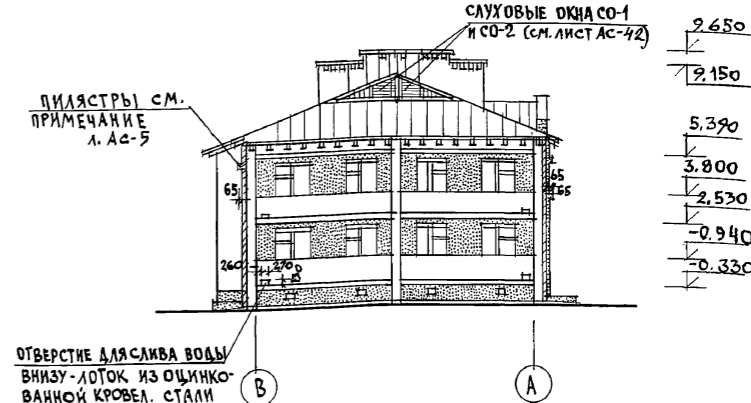 СЛУХОВЫЕ ОКНА СО-1
И СО-2 (СМ. ЛИСТ АС-42)
9.650
9.150
ПИЛЯСТРЫ СМ.
ПРИМЕЧАНИЕ
Л. АС-5
5.390
3.800
2.530
-0.940
-0.330
65
65
65
260
270
ОТВЕРСТИЕ ДЛЯ СЛИВА ВОДЫ
ВНИЗУ-ЛОТОК ИЗ ОЦИНКО-
ВАННОЙ КРОВЕЛ. СТАЛИ
В
А